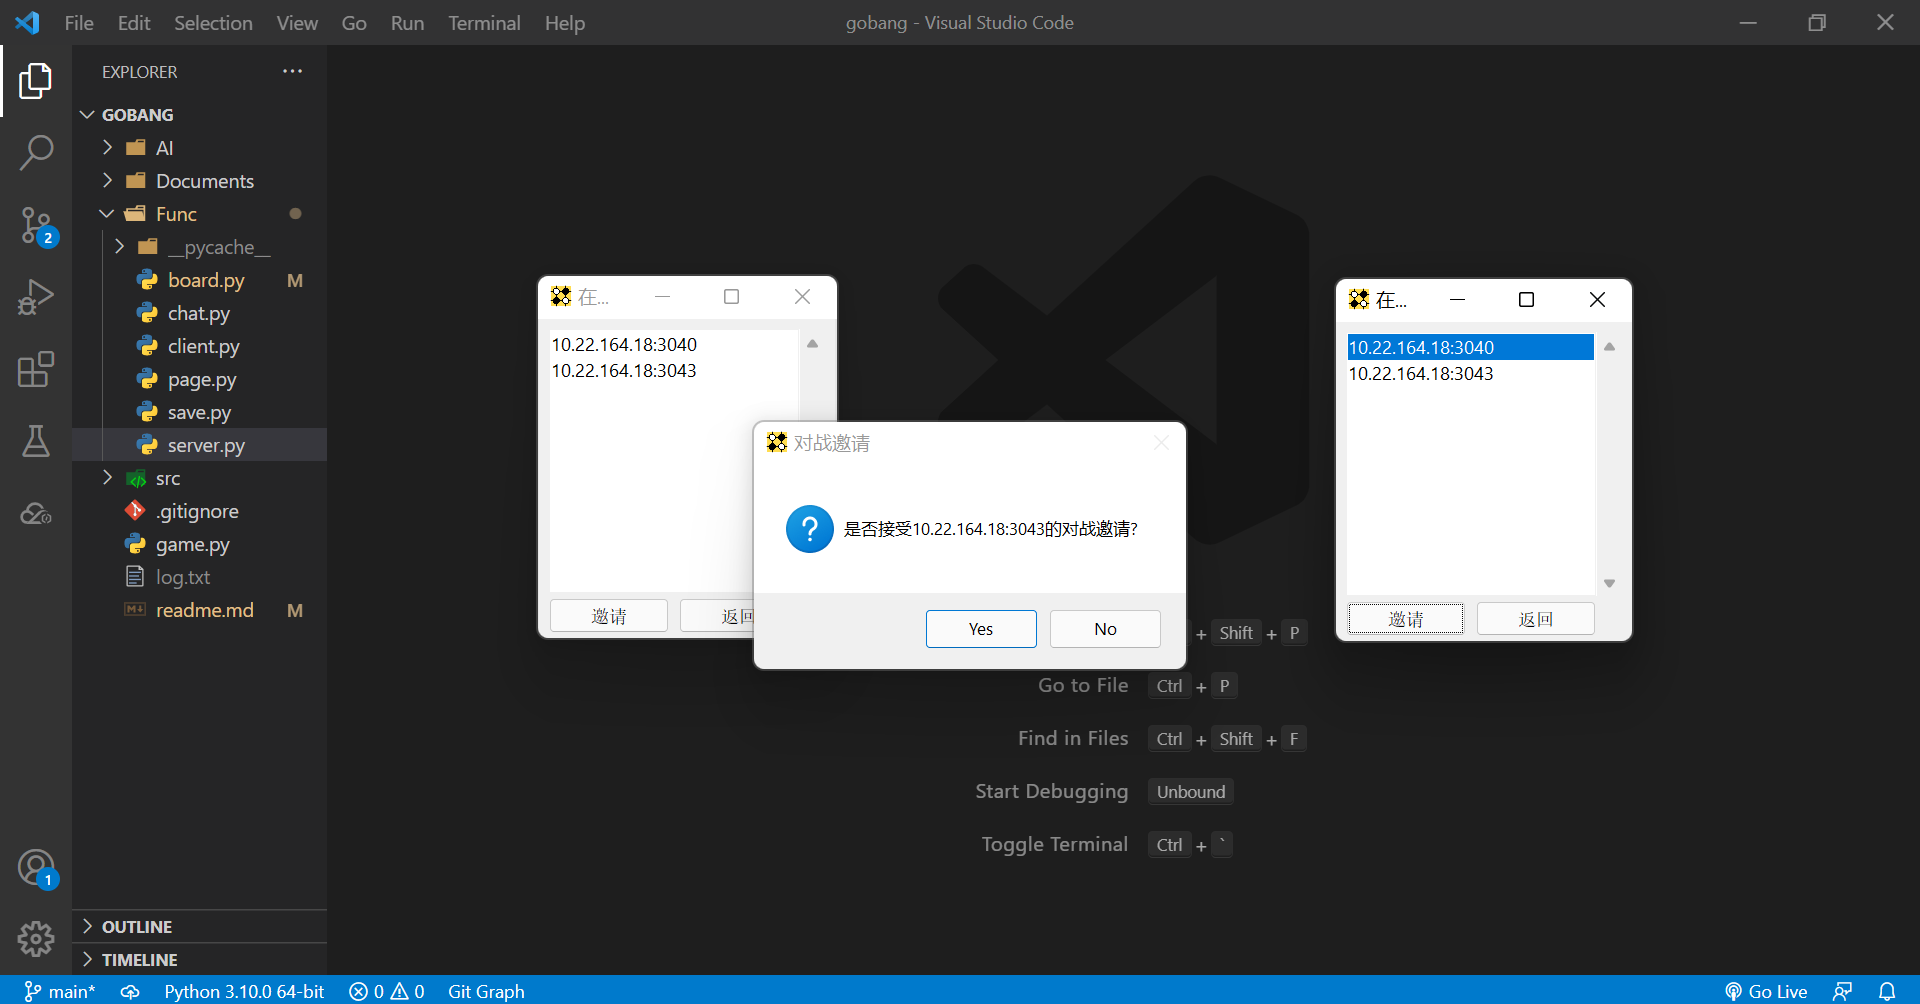 File Edit Selection View Go Run Terminal Help
gobang - Visual Studio Code
EXPLORER
GOBANG
AI
Documents
Func
__pycache__
board.py M
chat.py
client.py
page.py
save.py
server.py
src
.gitignore
game.py
log.txt
readme.md M
OUTLINE
TIMELINE
2
1
在...
10.22.164.18:3040
10.22.164.18:3043
邀请 返回
对战邀请
是否接受10.22.164.18:3043的对战邀请?
Yes No
在...
10.22.164.18:3040
10.22.164.18:3043
邀请 返回
+ Shift + P
Go to File Ctrl + P
Find in Files Ctrl + Shift + F
Start Debugging Unbound
Toggle Terminal Ctrl + `
main* Python 3.10.0 64-bit 0 0 Git Graph Go Live